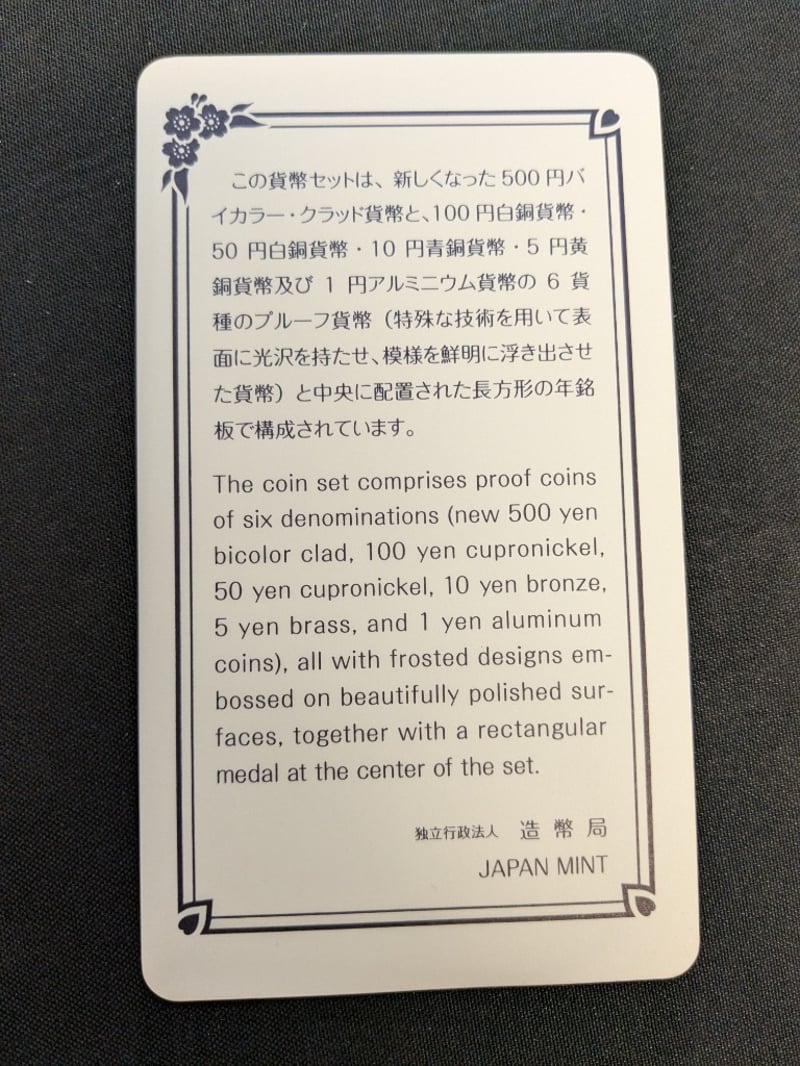 この貨幣セットは、新しくなった500円バ
イカラー・クラッド貨幣と、100円白銅貨幣・
50 円白銅貨幣・10 円青銅貨幣・5 円黄
銅貨幣及び 1 円アルミニウム貨幣の 6 貨
種のプルーフ貨幣（特殊な技術を用いて表
面に光沢を持たせ、模様を鮮明に浮き出させ
た貨幣）と中央に配置された長方形の年銘
板で構成されています。
The coin set comprises proof coins
of six denominations (new 500 yen
bicolor clad, 100 yen cupronickel,
50 yen cupronickel, 10 yen bronze,
5 yen brass, and 1 yen aluminum
coins), all with frosted designs em-
bossed on beautifully polished sur-
faces, together with a rectangular
medal at the center of the set.
独立行政法人 造幣局
JAPAN MINT